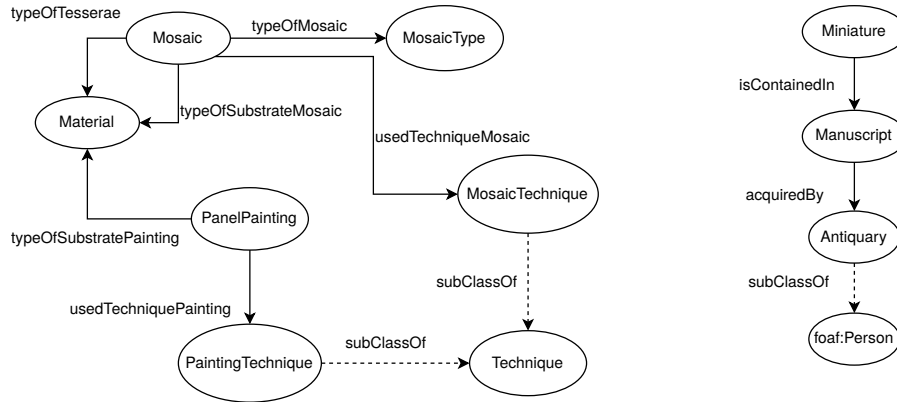 typeOfTesserae
Mosaic
typeOfMosaic
MosaicType
Miniature
isContainedIn
Material
typeOfSubstrateMosaic
usedTechniqueMosaic
Manuscript
MosaicTechnique
acquiredBy
PanelPainting
typeOfSubstratePainting
Antiquary
subClassOf
subClassOf
usedTechniquePainting
foaf:Person
PaintingTechnique
subClassOf
Technique